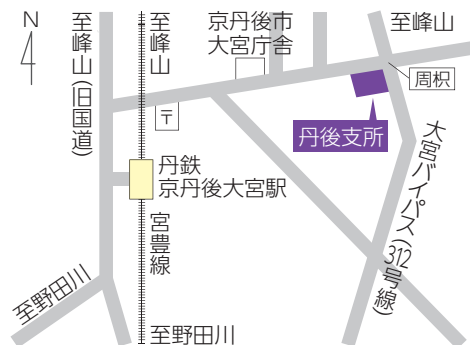 N
至峰山(旧国道)
至峰山
京丹後市
大宮庁舎
至峰山
周枳
〒
丹後支所
丹鉄
京丹後大宮駅
宮豊線
大宮バイパス(312号線)
至野田川
至野田川